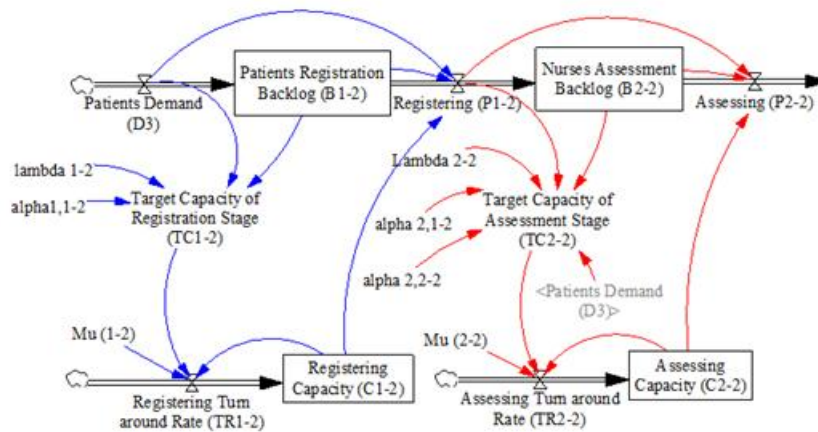 Patients Demand
(D3)
Patients Registration
Backlog (B1-2)
Registering (P1-2)
Nurses Assessment
Backlog (B2-2)
Assessing (P2-2)
lambda 1-2
alpha1,1-2
Target Capacity of
Registration Stage
(TC1-2)
Lambda 2-2
alpha 2,1-2
alpha 2,2-2
Target Capacity of
Assessment Stage
(TC2-2)
<Patients Demand
(D3)>
Mu (1-2)
Registering Turn
around Rate (TR1-2)
Registering
Capacity (C1-2)
Mu (2-2)
Assessing Turn around
Rate (TR2-2)
Assessing
Capacity (C2-2)